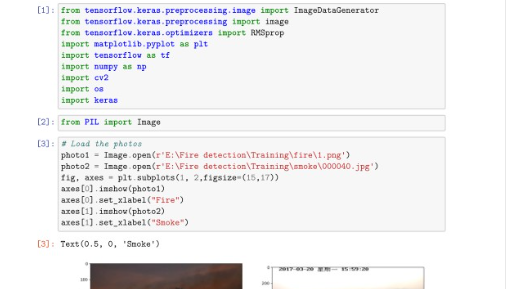 [1]: from tensorflow.keras.preprocessing.image import ImageDataGenerator
from tensorflow.keras.preprocessing import image
from tensorflow.keras.optimizers import RMSprop
import matplotlib.pyplot as plt
import tensorflow as tf
import numpy as np
import cv2
import os
import keras
[2]: from PIL import Image
[3]: # Load the photos
photo1 = Image.open(r'E:\Fire detection\Training\fire\1.png')
photo2 = Image.open(r'E:\Fire detection\Training\smoke\000040.jpg')
fig, axes = plt.subplots(1, 2,figsize=(15,17))
axes[0].imshow(photo1)
axes[0].set_xlabel("Fire")
axes[1].imshow(photo2)
axes[1].set_xlabel("Smoke")
[3]: Text(0.5, 0, 'Smoke')
0
0
2017-03-20 星期一 15:59:20